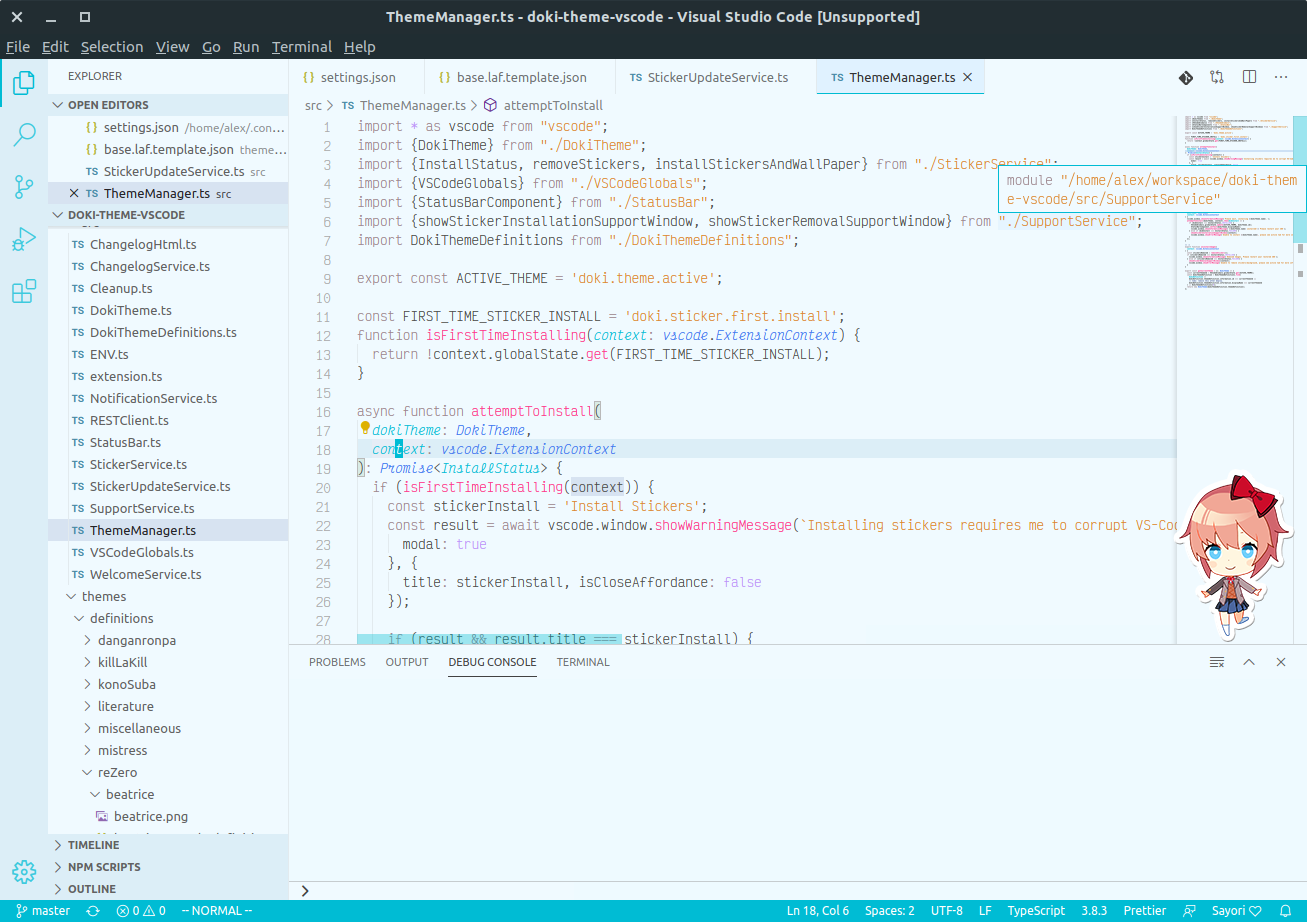 ThemeManager.ts - doki-theme-vscode - Visual Studio Code [Unsupported]
File Edit Selection View Go Run Terminal Help
EXPLORER
OPEN EDITORS
{} settings.json /home/alex/.con...
{} base.laf.template.json theme...
TS StickerUpdateService.ts src
TS ThemeManager.ts src
DOKI-THEME-VSCODE
TS ChangelogHtml.ts
TS ChangelogService.ts
TS Cleanup.ts
TS DokiTheme.ts
TS DokiThemeDefinitions.ts
TS ENV.ts
TS extension.ts
TS NotificationService.ts
TS RESTClient.ts
TS StatusBar.ts
TS StickerService.ts
TS StickerUpdateService.ts
TS SupportService.ts
TS ThemeManager.ts
TS VSCodeGlobals.ts
TS WelcomeService.ts
themes
definitions
danganronpa
killLaKill
konoSuba
literature
miscellaneous
mistress
reZero
beatrice
beatrice.png
TIMELINE
NPM SCRIPTS
OUTLINE
{} settings.json {} base.laf.template.json TS StickerUpdateService.ts TS ThemeManager.ts
src > TS ThemeManager.ts > attemptToInstall
1 import * as vscode from "vscode";
2 import {DokiTheme} from "./DokiTheme";
3 import {InstallStatus, removeStickers, installStickersAndWallPaper} from "./StickerService";
4 import {VSCodeGlobals} from "./VSCodeGlobals";
5 import {StatusBarComponent} from "./StatusBar";
6 import {showStickerInstallationSupportWindow, showStickerRemovalSupportWindow} from "./SupportService";
7 import DokiThemeDefinitions from "./DokiThemeDefinitions";
8
9 export const ACTIVE_THEME = 'doki.theme.active';
10
11 const FIRST_TIME_STICKER_INSTALL = 'doki.sticker.first.install';
12 function isFirstTimeInstalling(context: vscode.ExtensionContext) {
13 return !context.globalState.get(FIRST_TIME_STICKER_INSTALL);
14 }
15
16 async function attemptToInstall(
17 dokiTheme: DokiTheme,
18 context: vscode.ExtensionContext
19 ): Promise<InstallStatus> {
20 if (isFirstTimeInstalling(context)) {
21 const stickerInstall = 'Install Stickers';
22 const result = await vscode.window.showWarningMessage(`Installing stickers requires me to corrupt VS-Co
23 modal: true
24 }, {
25 title: stickerInstall, isCloseAffordance: false
26 });
27
28 if (result && result.title === stickerInstall) {
module "/home/alex/workspace/doki-them
e-vscode/src/SupportService"
PROBLEMS OUTPUT DEBUG CONSOLE TERMINAL
master 0 0 -- NORMAL -- Ln 18, Col 6 Spaces: 2 UTF-8 LF TypeScript 3.8.3 Prettier Sayori ♡